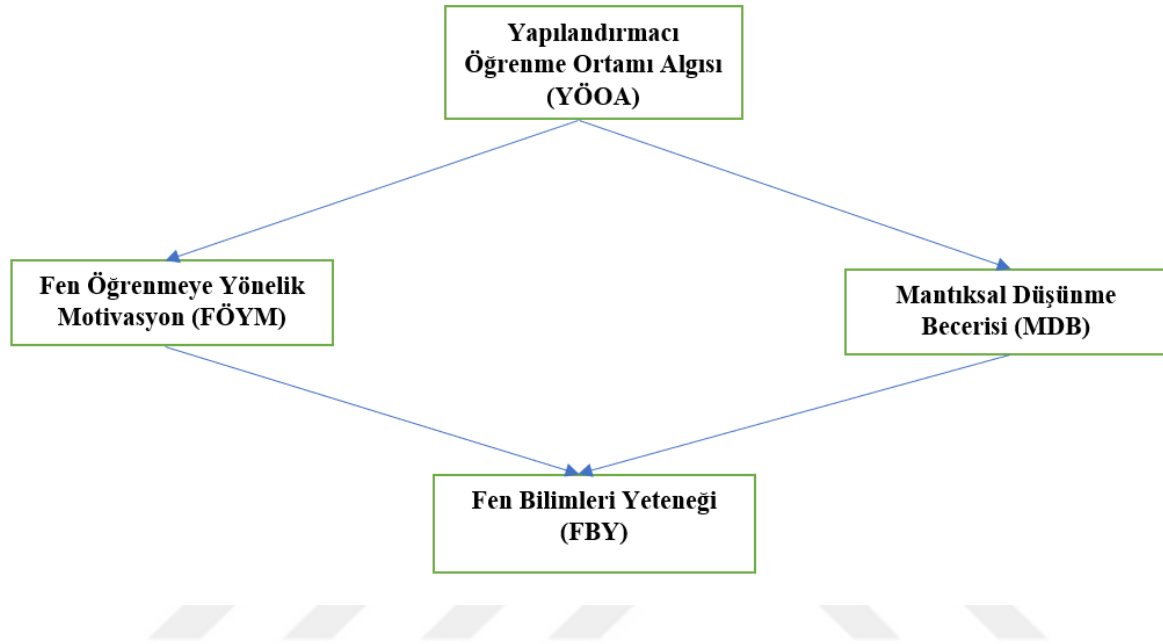 Yapılandırmacı
Öğrenme Ortamı Algısı
(YÖOA)
Fen Öğrenmeye Yönelik
Motivasyon (FÖYM)
Mantıksal Düşünme
Becerisi (MDB)
Fen Bilimleri Yeteneği
(FBY)